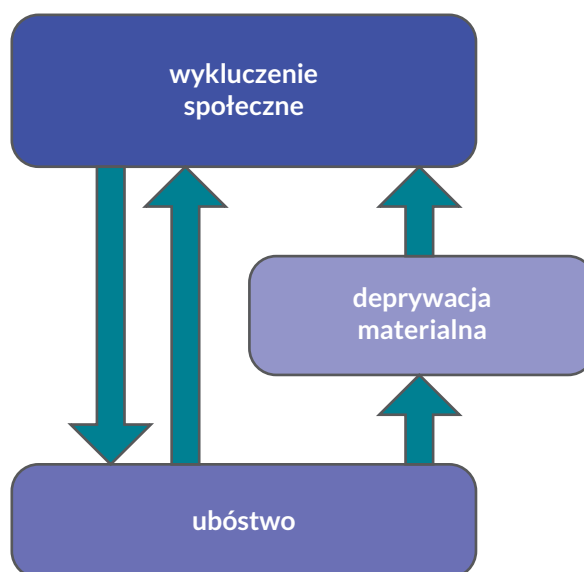 wykluczenie
społeczne
deprywacja
materialna
ubóstwo